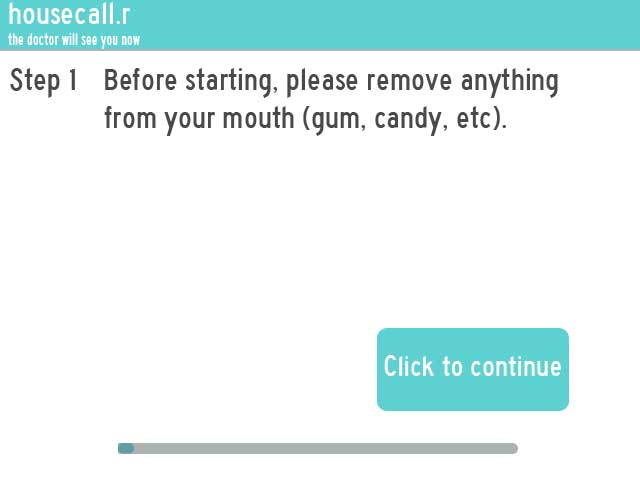 housecall.r
the doctor will see you now
Step 1 Before starting, please remove anything
from your mouth (gum, candy, etc).
Click to continue